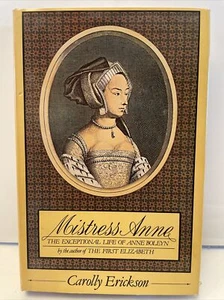 Mistress Anne
THE EXCEPTIONAL LIFE OF ANNE BOLEYN
by the author of THE FIRST ELIZABETH
Carolly Erickson